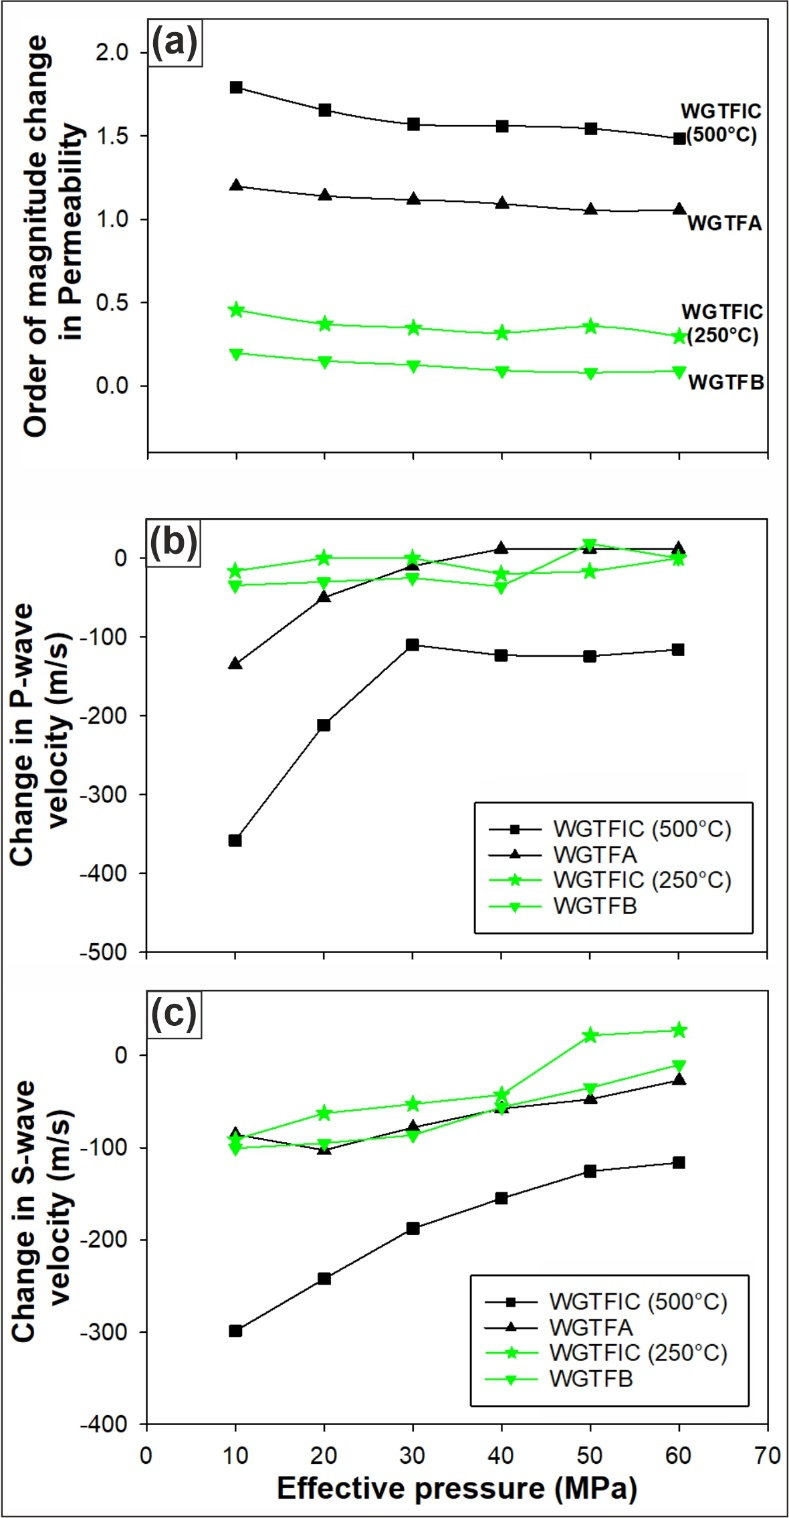 (a)
Order of magnitude change
in Permeability
2.0
1.5
1.0
0.5
0.0
WGTFIC
(500°C)
WGTFA
WGTFIC
(250°C)
WGTFB
(b)
Change in P-wave
velocity (m/s)
0
-100
-200
-300
-400
-500
WGTFIC (500°C)
WGTFA
WGTFIC (250°C)
WGTFB
(c)
Change in S-wave
velocity (m/s)
0
-100
-200
-300
-400
WGTFIC (500°C)
WGTFA
WGTFIC (250°C)
WGTFB
0 10 20 30 40 50 60 70
Effective pressure (MPa)